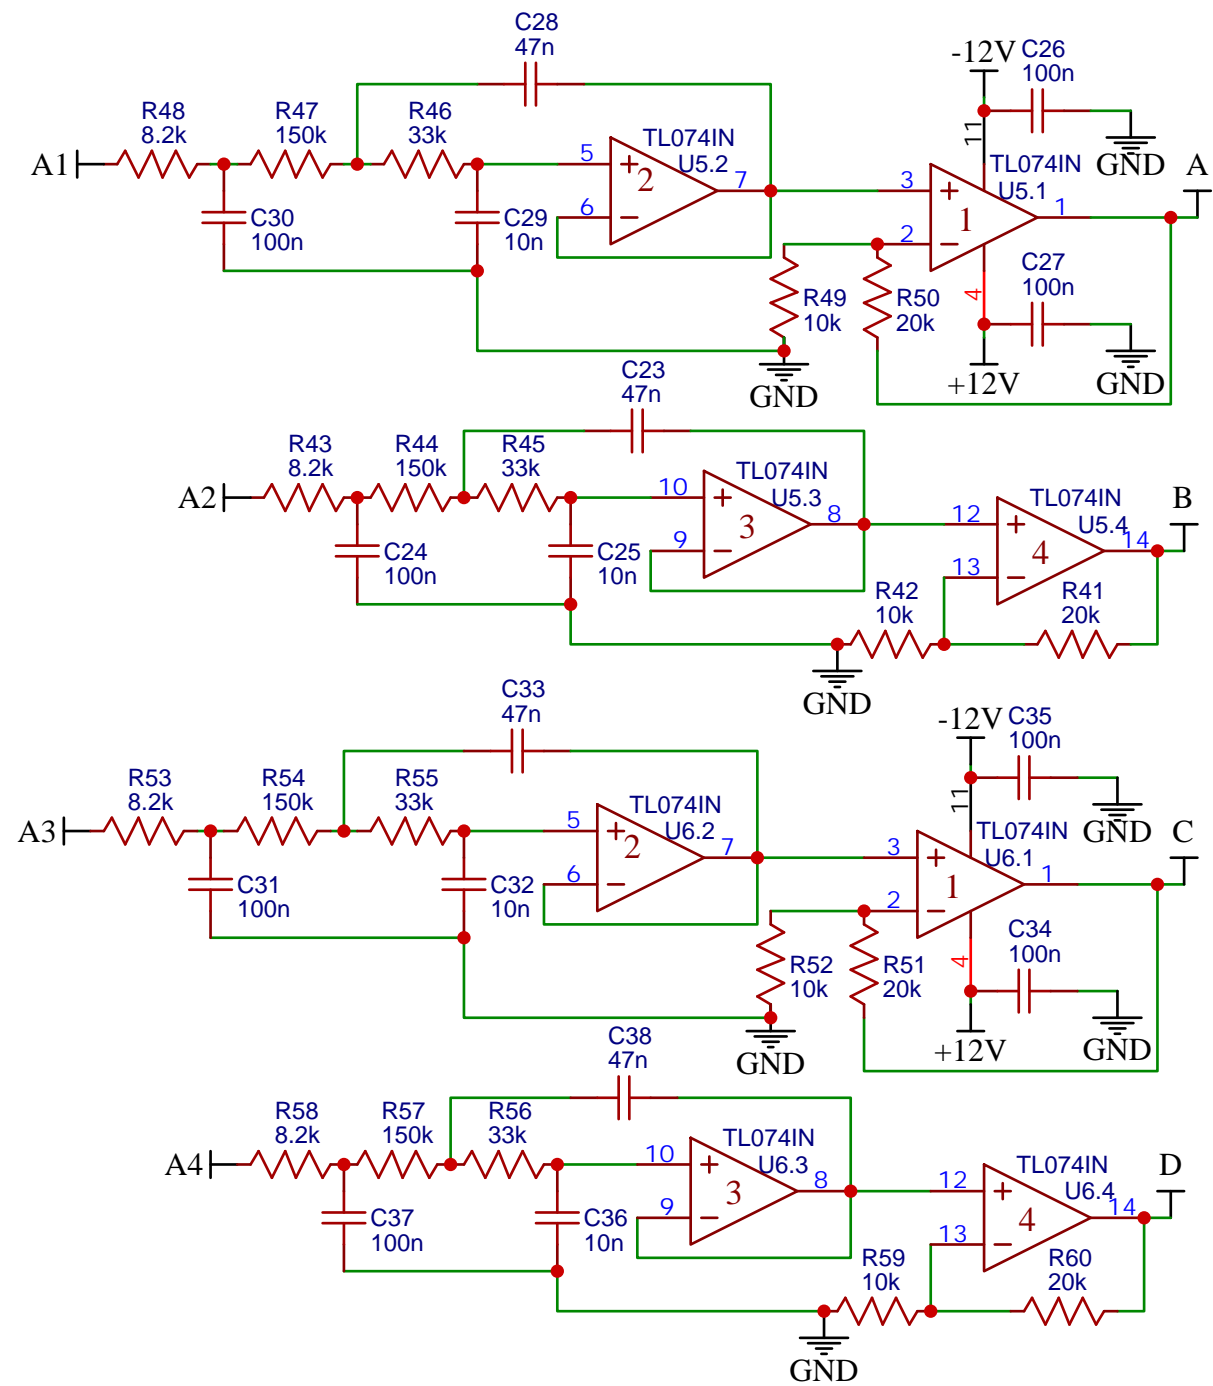 C28
47n
R48
8.2k
R47
150k
R46
33k
A1
C30
100n
C29
10n
5
6
2
TL074IN
U5.2
7
-12V
C26
100n
GND
11
TL074IN
U5.1
A
3
2
1
1
R49
10k
R50
20k
GND
4
C27
100n
+12V
GND
C23
47n
R43
8.2k
R44
150k
R45
33k
A2
C24
100n
C25
10n
10
9
3
TL074IN
U5.3
8
12
13
4
TL074IN
U5.4
14
B
R42
10k
R41
20k
GND
C33
47n
R53
8.2k
R54
150k
R55
33k
A3
C31
100n
C32
10n
5
6
2
TL074IN
U6.2
7
-12V
C35
100n
GND
11
TL074IN
U6.1
C
3
2
1
1
R52
10k
R51
20k
GND
4
C34
100n
+12V
GND
C38
47n
R58
8.2k
R57
150k
R56
33k
A4
C37
100n
C36
10n
10
9
3
TL074IN
U6.3
8
12
13
4
TL074IN
U6.4
14
D
R59
10k
R60
20k
GND